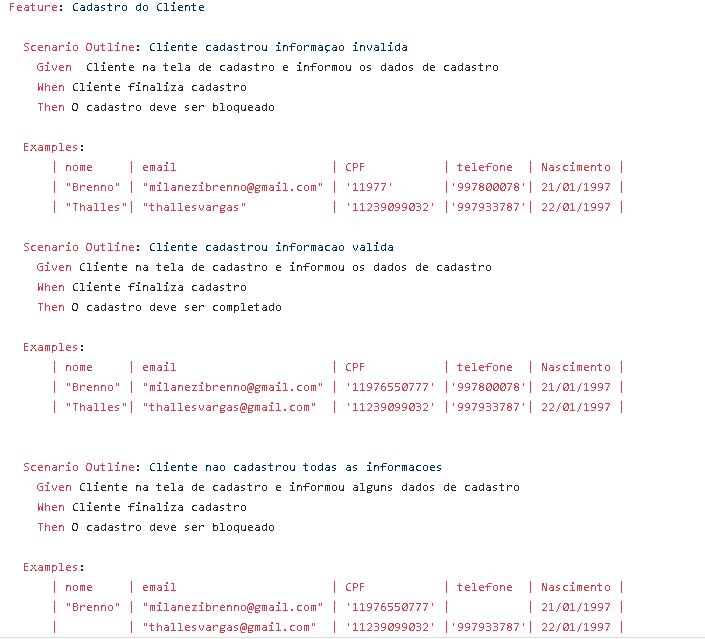 Feature: Cadastro do Cliente
Scenario Outline: Cliente cadastrou informaçao invalida
Given  Cliente na tela de cadastro e informou os dados de cadastro
When Cliente finaliza cadastro
Then O cadastro deve ser bloqueado
Examples:
| nome     | email                      | CPF           | telefone  | Nascimento |
| "Brenno" | "milanezibrenno@gmail.com" | '11977'       |'997800078'| 21/01/1997 |
| "Thalles"| "thallesvargas"            | '11239099032' |'997933787'| 22/01/1997 |
Scenario Outline: Cliente cadastrou informacao valida
Given Cliente na tela de cadastro e informou os dados de cadastro
When Cliente finaliza cadastro
Then O cadastro deve ser completado
Examples:
| nome     | email                      | CPF           | telefone  | Nascimento |
| "Brenno" | "milanezibrenno@gmail.com" | '11976550777' |'997800078'| 21/01/1997 |
| "Thalles"| "thallesvargas@gmail.com"  | '11239099032' |'997933787'| 22/01/1997 |
Scenario Outline: Cliente nao cadastrou todas as informacoes
Given Cliente na tela de cadastro e informou alguns dados de cadastro
When Cliente finaliza cadastro
Then O cadastro deve ser bloqueado
Examples:
| nome     | email                      | CPF           | telefone  | Nascimento |
| "Brenno" | "milanezibrenno@gmail.com" | '11976550777' |           | 21/01/1997 |
|          | "thallesvargas@gmail.com"  | '11239099032' |'997933787'| 22/01/1997 |